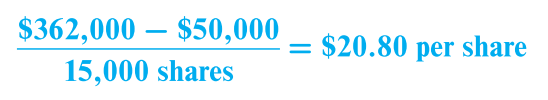 $362,000 – $50,000
15,000 shares
= $20.80 per share